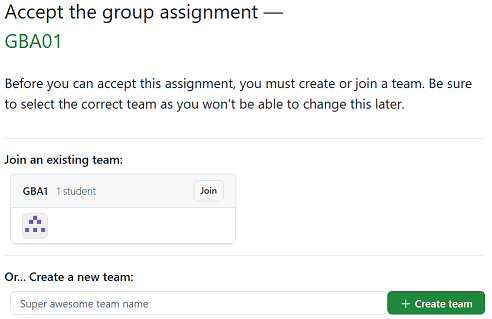 Accept the group assignment —
GBA01
Before you can accept this assignment, you must create or join a team. Be sure
to select the correct team as you won't be able to change this later.
Join an existing team:
GBA1 1 student Join
Or... Create a new team:
Super awesome team name + Create team